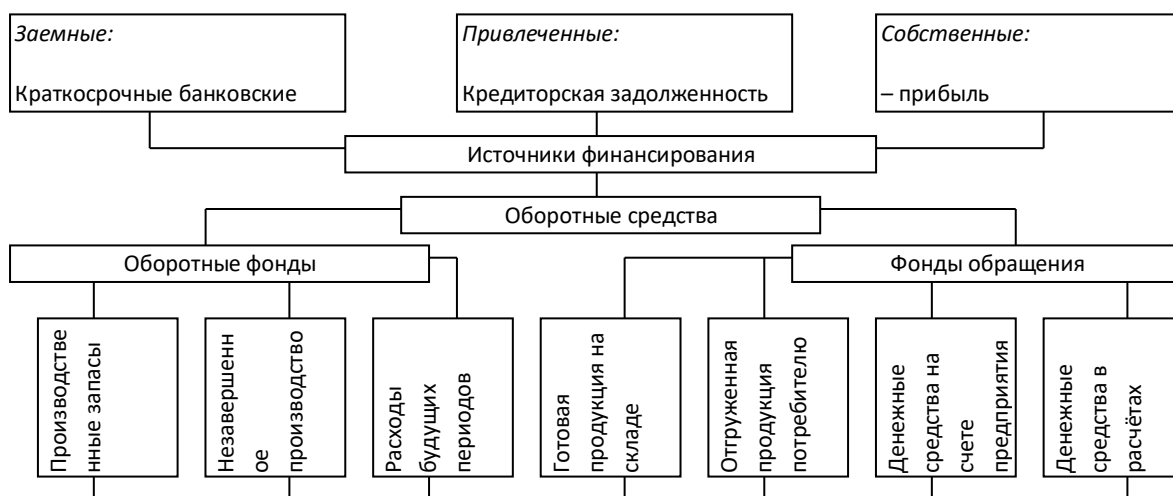 Заемные:
Краткосрочные банковские
Привлеченные:
Кредиторская задолженность
Собственные:
– прибыль
Источники финансирования
Оборотные средства
Оборотные фонды
Фонды обращения
Производстве
нные запасы
Незавершенн
ое
производство
Расходы
будущих
периодов
Готовая
продукция на
складе
Отгруженная
продукция
потребителю
Денежные
средства на
счете
предприятия
Денежные
средства в
расчётах